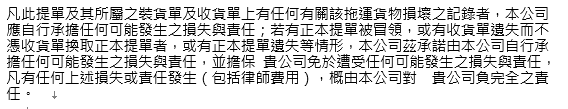 凡此提單及其所屬之裝貨單及收貨單上有任何有關該拖運貨物損壞之記錄者，本公司
應自行承擔任何可能發生之損失與責任；若有正本提單被冒領，或有收貨單遺失而不
憑收貨單換取正本提單者，或有正本提單遺失等情形，本公司茲承諾由本公司自行承
擔任何可能發生之損失與責任，並擔保 貴公司免於遭受任何可能發生之損失與責任，
凡有任何上述損失或責任發生（包括律師費用），概由本公司對 貴公司負完全之責
任。 ↓